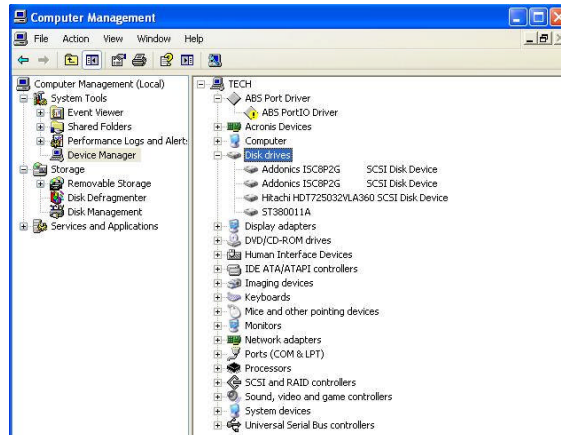 Computer Management
File Action View Window Help
Computer Management (Local)
System Tools
Event Viewer
Shared Folders
Performance Logs and Alert:
Device Manager
Storage
Removable Storage
Disk Defragmenter
Disk Management
Services and Applications
TECH
ABS Port Driver
ABS PortIO Driver
Acronis Devices
Computer
Disk drives
Addonics ISC8P2G SCSI Disk Device
Addonics ISC8P2G SCSI Disk Device
Hitachi HDT725032VLA360 SCSI Disk Device
ST380011A
Display adapters
DVD/CD-ROM drives
Human Interface Devices
IDE ATA/ATAPI controllers
Imaging devices
Keyboards
Mice and other pointing devices
Monitors
Network adapters
Ports (COM & LPT)
Processors
SCSI and RAID controllers
Sound, video and game controllers
System devices
Universal Serial Bus controllers